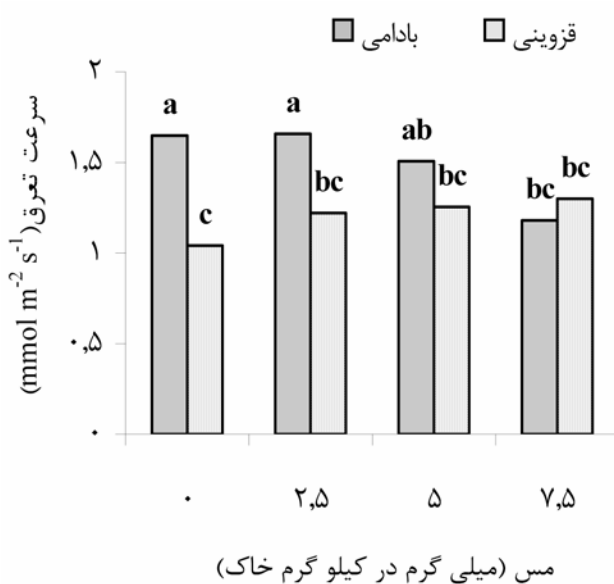 بادامی قزوینی
سرعت تعرق (mmol m⁻² s⁻¹)
۲
۱,۵
۱
۰,۵
۰
a a ab bc
c bc bc bc
۰ ۲,۵ ۵ ۷,۵
مس (میلی گرم در کیلو گرم خاک)